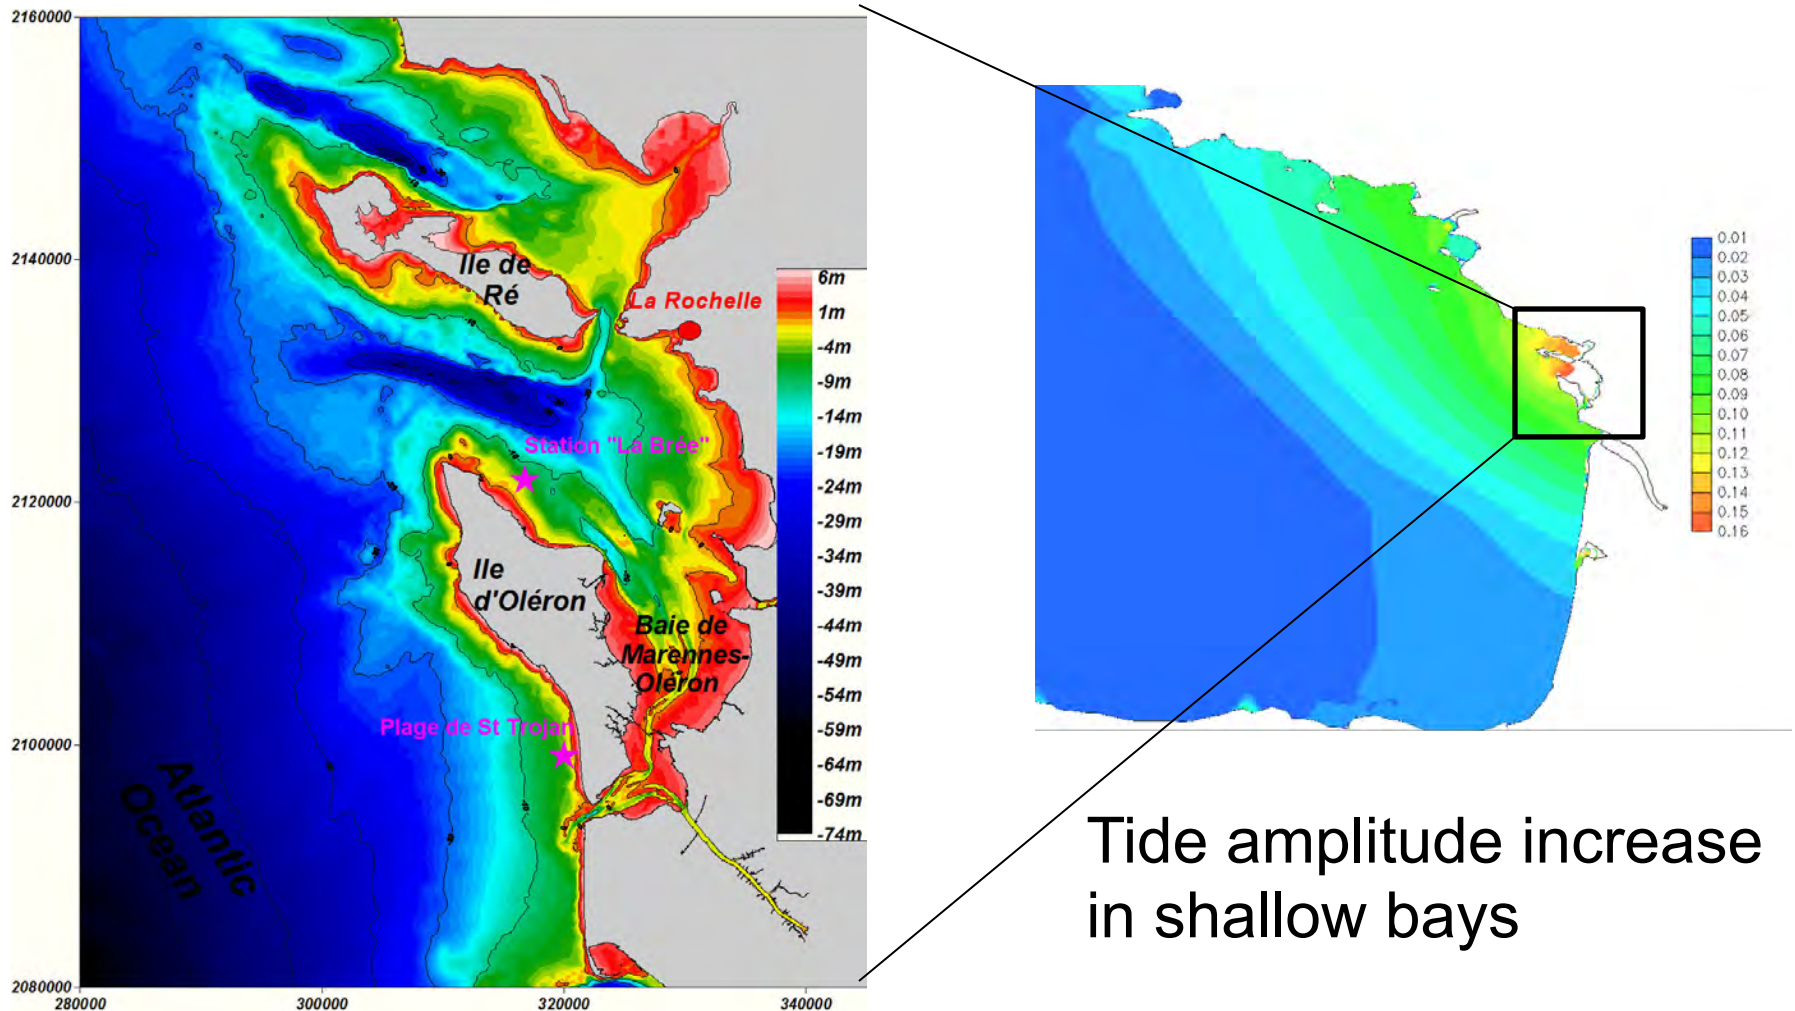 2160000
2140000
2120000
2100000
2080000
280000
300000
320000
340000
Ile de
Ré
La Rochelle
Station "La Brée"
Ile
d'Oléron
Baie de
Marennes-
Oléron
Plage de St Trojan
Atlantic
Ocean
6m
1m
-4m
-9m
-14m
-19m
-24m
-29m
-34m
-39m
-44m
-49m
-54m
-59m
-64m
-69m
-74m
0.01
0.02
0.03
0.04
0.05
0.06
0.07
0.08
0.09
0.10
0.11
0.12
0.13
0.14
0.15
0.16
Tide amplitude increase
in shallow bays